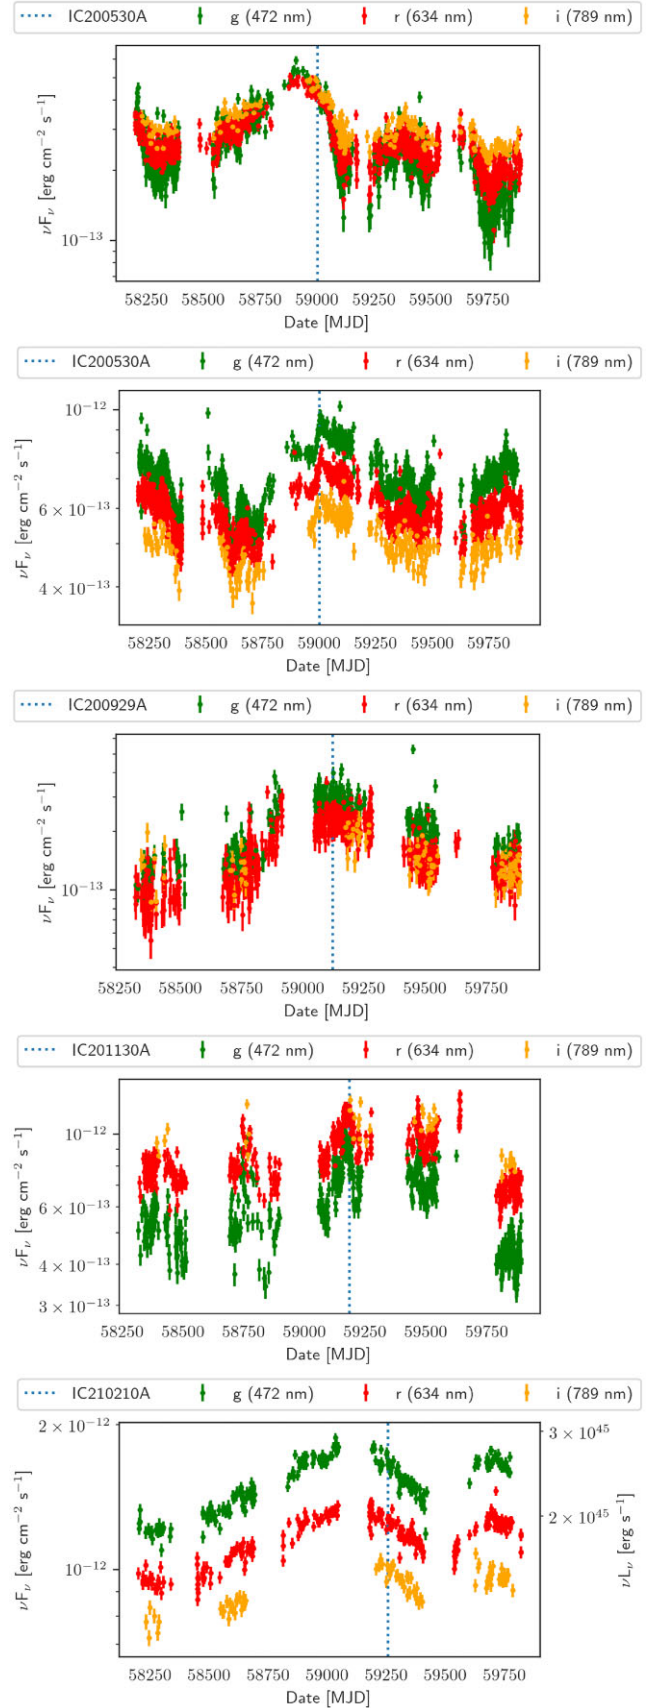 IC200530A g (472 nm) r (634 nm) i (789 nm)
νFν [erg cm⁻² s⁻¹]
10⁻¹³
58250 58500 58750 59000 59250 59500 59750
Date [MJD]
IC200530A g (472 nm) r (634 nm) i (789 nm)
νFν [erg cm⁻² s⁻¹]
10⁻¹²
6 × 10⁻¹³
4 × 10⁻¹³
58250 58500 58750 59000 59250 59500 59750
Date [MJD]
IC200929A g (472 nm) r (634 nm) i (789 nm)
νFν [erg cm⁻² s⁻¹]
10⁻¹³
58250 58500 58750 59000 59250 59500 59750
Date [MJD]
IC201130A g (472 nm) r (634 nm) i (789 nm)
νFν [erg cm⁻² s⁻¹]
10⁻¹²
6 × 10⁻¹³
4 × 10⁻¹³
3 × 10⁻¹³
58250 58500 58750 59000 59250 59500 59750
Date [MJD]
IC210210A g (472 nm) r (634 nm) i (789 nm)
νFν [erg cm⁻² s⁻¹]
2 × 10⁻¹²
10⁻¹²
3 × 10⁴⁵
2 × 10⁴⁵
νLν [erg s⁻¹]
58250 58500 58750 59000 59250 59500 59750
Date [MJD]